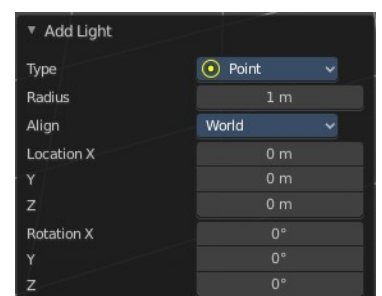 Add Light
Type Point
Radius 1 m
Align World
Location X 0 m
Y 0 m
Z 0 m
Rotation X 0°
Y 0°
Z 0°